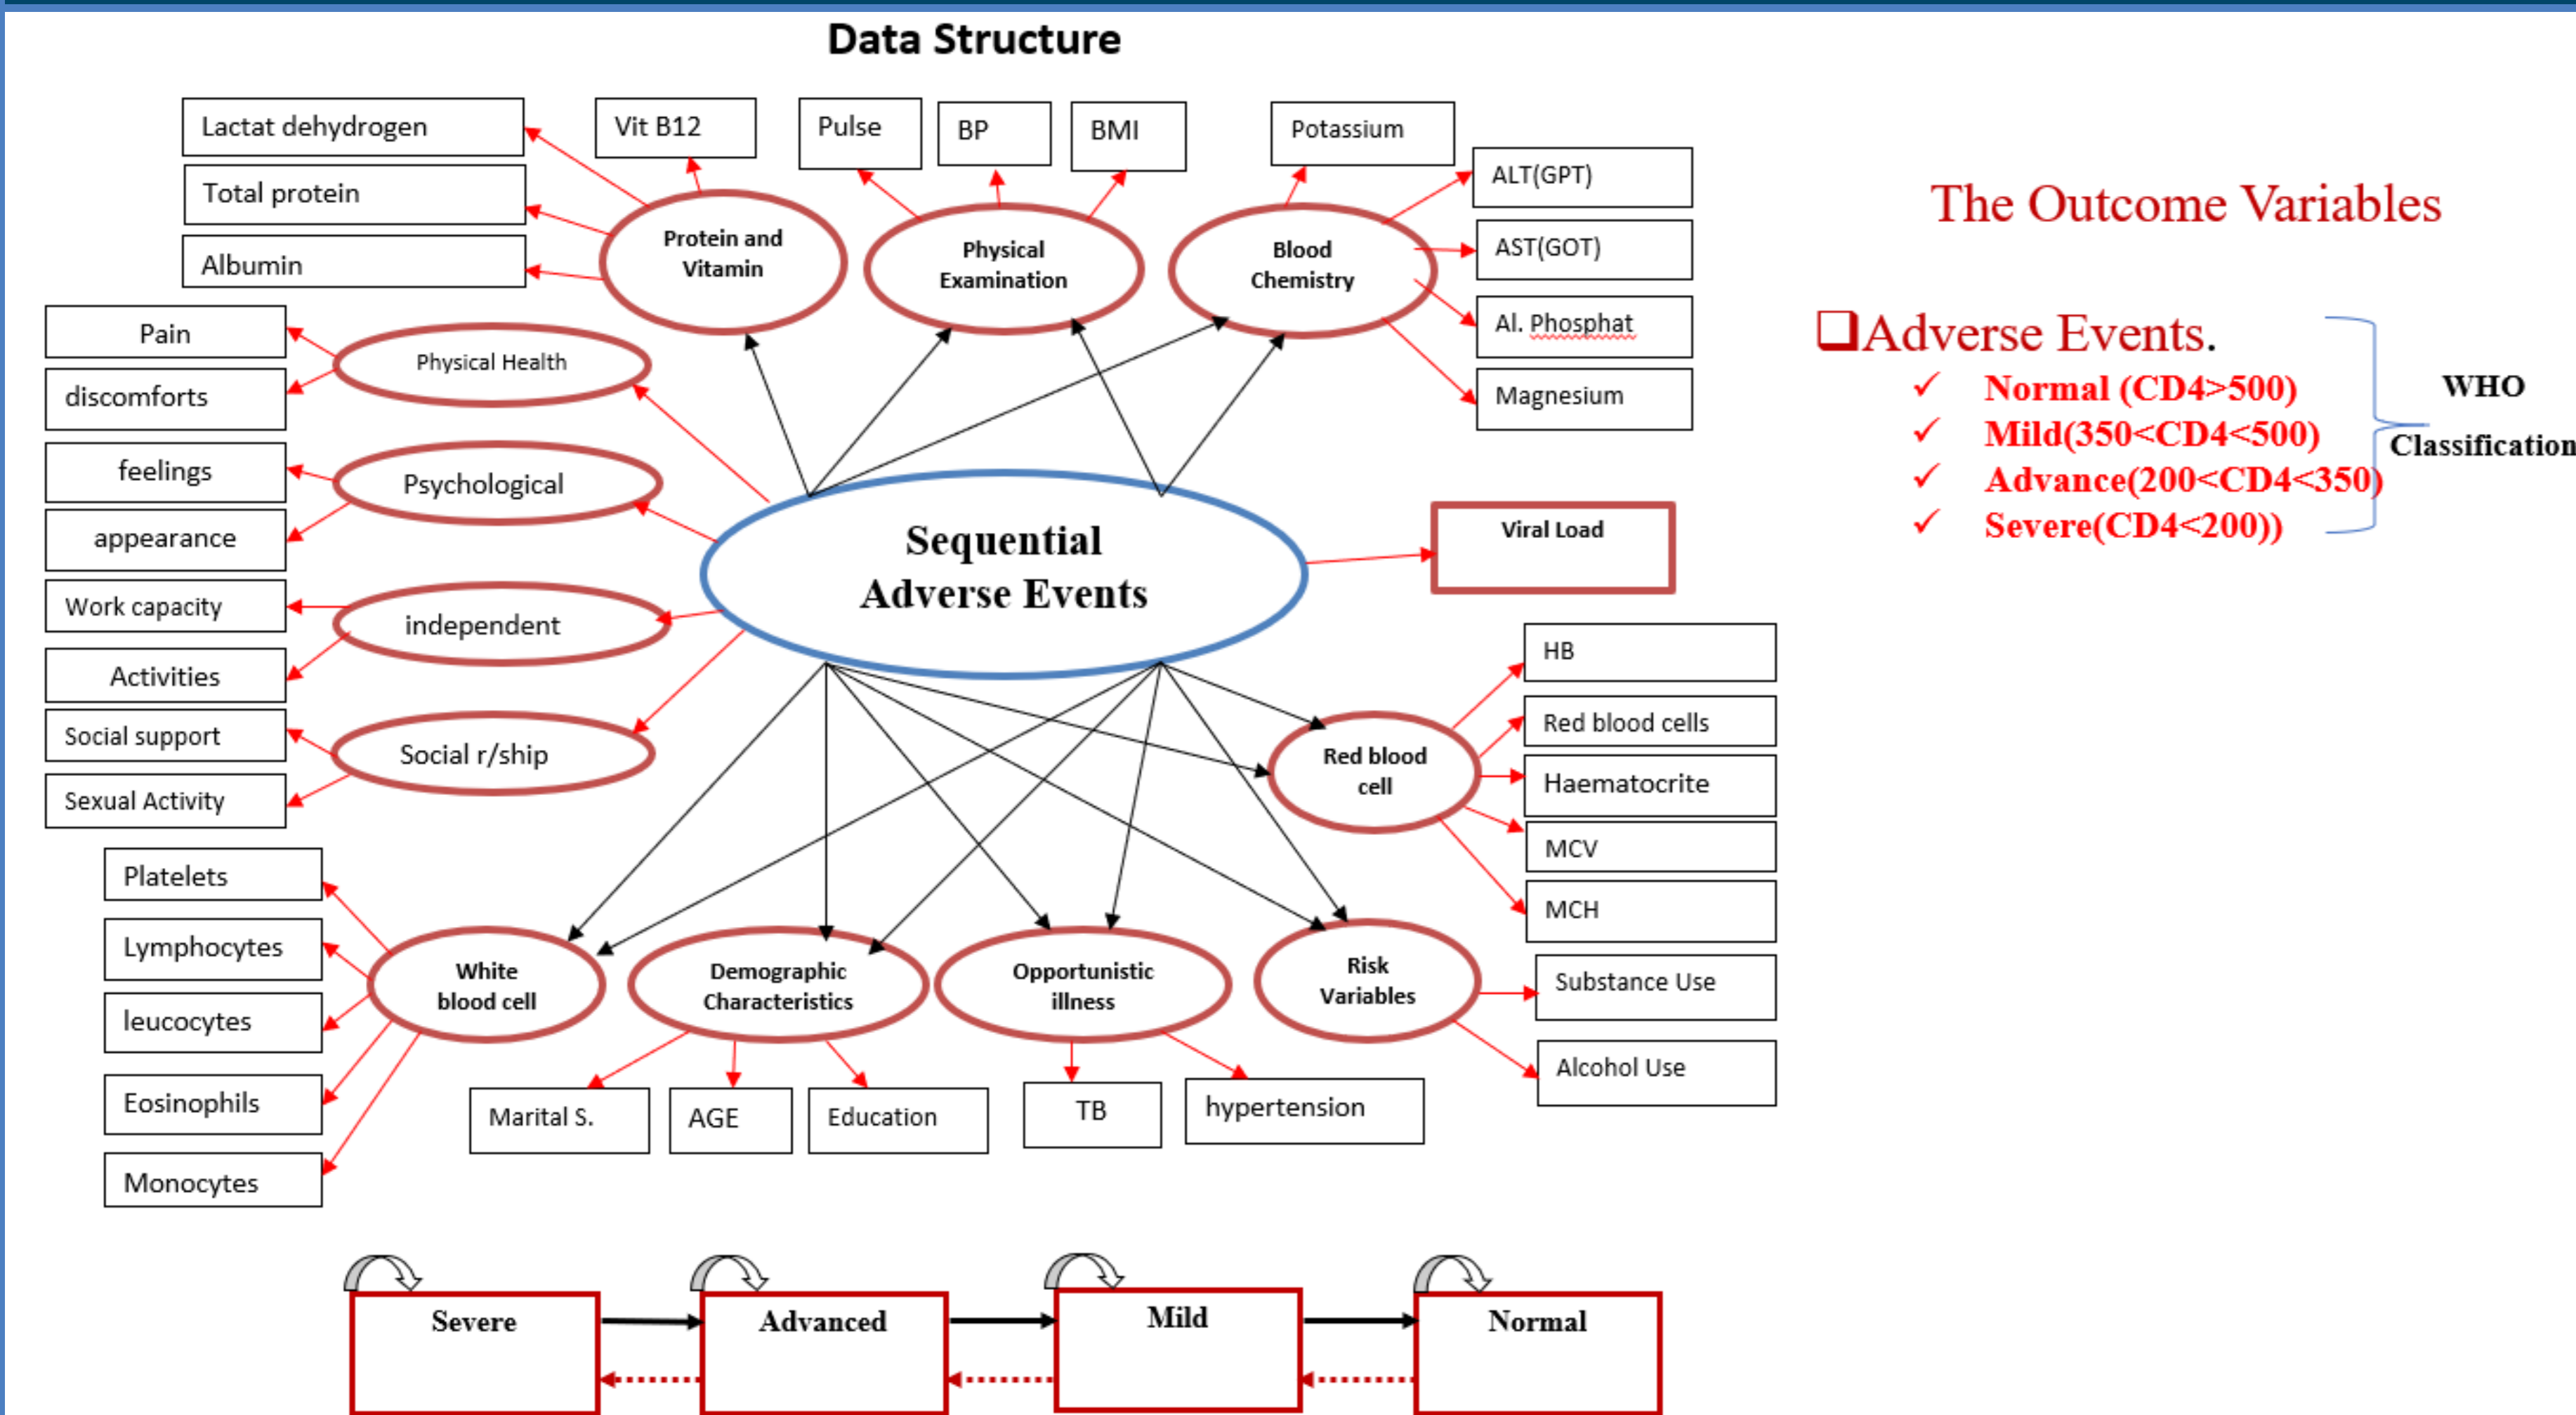 Data Structure
Lactat dehydrogen
Vit B12
Pulse
BP
BMI
Potassium
Total protein
Albumin
ALT(GPT)
AST(GOT)
Al. Phosphat
Magnesium
Protein and
Vitamin
Physical
Examination
Blood
Chemistry
Pain
discomforts
Physical Health
feelings
appearance
Psychological
Work capacity
Activities
independent
Social support
Sexual Activity
Social r/ship
Sequential
Adverse Events
Viral Load
HB
Red blood cells
Haematocrite
MCV
MCH
Red blood
cell
Platelets
Lymphocytes
leucocytes
Eosinophils
Monocytes
White
blood cell
Demographic
Characteristics
Opportunistic
illness
Risk
Variables
Substance Use
Alcohol Use
Marital S.
AGE
Education
TB
hypertension
Severe
Advanced
Mild
Normal
The Outcome Variables
Adverse Events.
✓ Normal (CD4>500)
✓ Mild(350<CD4<500)
✓ Advance(200<CD4<350)
✓ Severe(CD4<200))
WHO
Classification